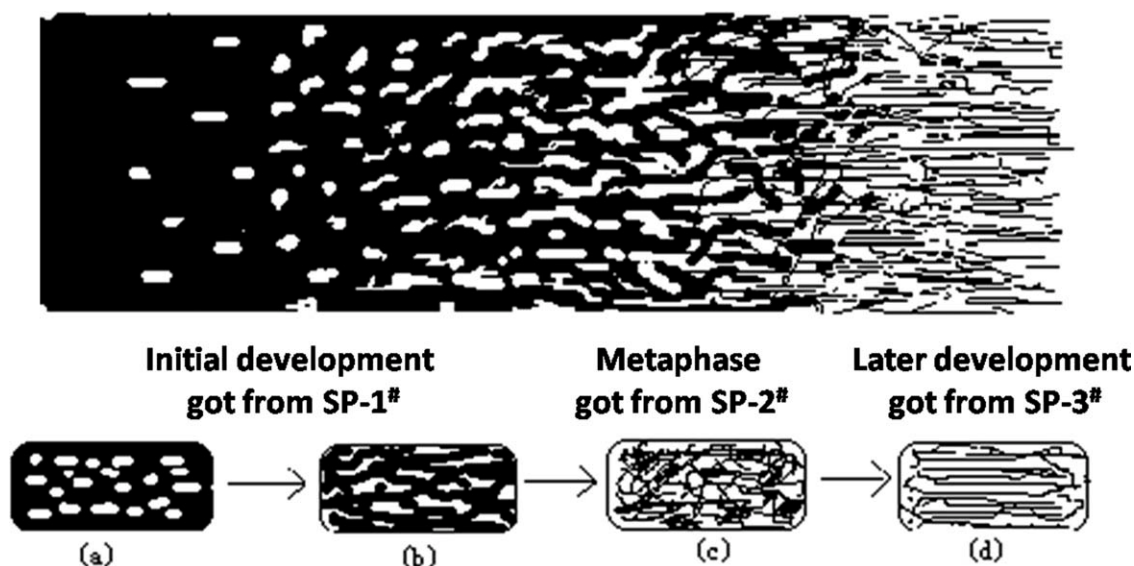 Initial development
got from SP-1#
Metaphase
got from SP-2#
Later development
got from SP-3#
(a)
(b)
(c)
(d)